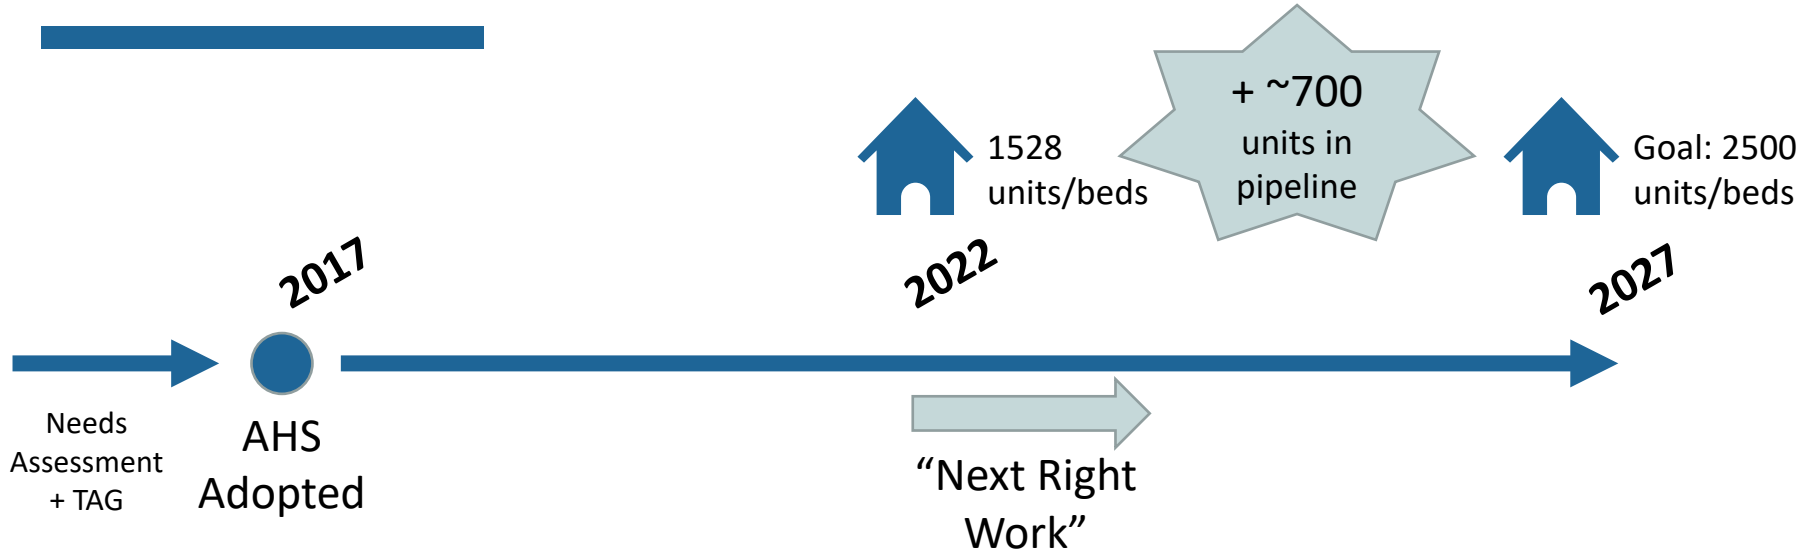 + ~700
units in
pipeline
1528
units/beds
Goal: 2500
units/beds
2017
2022
2027
Needs
Assessment
+ TAG
AHS
Adopted
“Next Right
Work”